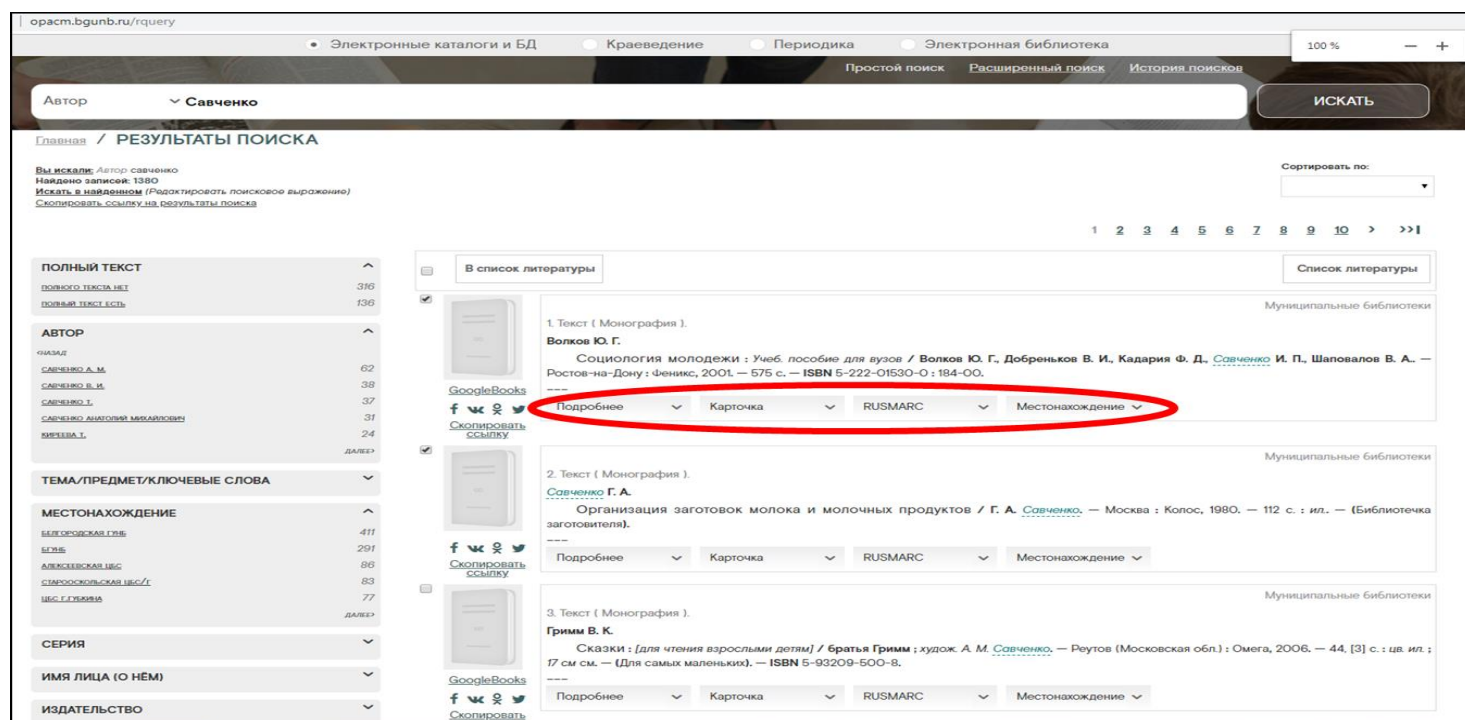 opacm.bgunb.ru/rquery
Электронные каталоги и БД Краеведение Периодика Электронная библиотека
100 % − +
Простой поиск Расширенный поиск История поисков
Автор Савченко ИСКАТЬ
Главная / РЕЗУЛЬТАТЫ ПОИСКА
Вы искали: Автор савченко
Найдено записей: 1380
Искать в найденном (Редактировать поисковое выражение)
Скопировать ссылку на результаты поиска
Сортировать по:
1 2 3 4 5 6 7 8 9 10 > >>|
ПОЛНЫЙ ТЕКСТ
ПОЛНОГО ТЕКСТА НЕТ 316
ПОЛНЫЙ ТЕКСТ ЕСТЬ 136
АВТОР
<НАЗАД
САВЧЕНКО А. М. 62
САВЧЕНКО В. И. 38
САВЧЕНКО Т. 37
САВЧЕНКО АНАТОЛИЙ МИХАЙЛОВИЧ 31
КИРЕЕВА Т. 24
ДАЛЕЕ>
ТЕМА/ПРЕДМЕТ/КЛЮЧЕВЫЕ СЛОВА
МЕСТОНАХОЖДЕНИЕ
БЕЛГОРОДСКАЯ ГУНБ 411
БГУНБ 291
АЛЕКСЕЕВСКАЯ ЦБС 86
СТАРООСКОЛЬСКАЯ ЦБС/Г 83
ЦБС Г.ГУБКИНА 77
ДАЛЕЕ>
СЕРИЯ
ИМЯ ЛИЦА (О НЁМ)
ИЗДАТЕЛЬСТВО
В список литературы Список литературы
Муниципальные библиотеки
1. Текст ( Монография ).
Волков Ю. Г.
Социология молодежи : Учеб. пособие для вузов / Волков Ю. Г., Добреньков В. И., Кадария Ф. Д., Савченко И. П., Шаповалов В. А.. —
Ростов-на-Дону : Феникс, 2001. — 575 с. — ISBN 5-222-01530-0 : 184-00.
---
GoogleBooks
Скопировать
ссылку
Подробнее Карточка RUSMARC Местонахождение
Муниципальные библиотеки
2. Текст ( Монография ).
Савченко Г. А.
Организация заготовок молока и молочных продуктов / Г. А. Савченко. — Москва : Колос, 1980. — 112 с. : ил.. — (Библиотечка
заготовителя).
---
Скопировать
ссылку
Подробнее Карточка RUSMARC Местонахождение
Муниципальные библиотеки
3. Текст ( Монография ).
Гримм В. К.
Сказки : [для чтения взрослыми детям] / братья Гримм ; худож. А. М. Савченко. — Реутов (Московская обл.) : Омега, 2006. — 44, [3] с. : цв. ил. ;
17 см см. — (Для самых маленьких). — ISBN 5-93209-500-8.
---
GoogleBooks
Скопировать
Подробнее Карточка RUSMARC Местонахождение